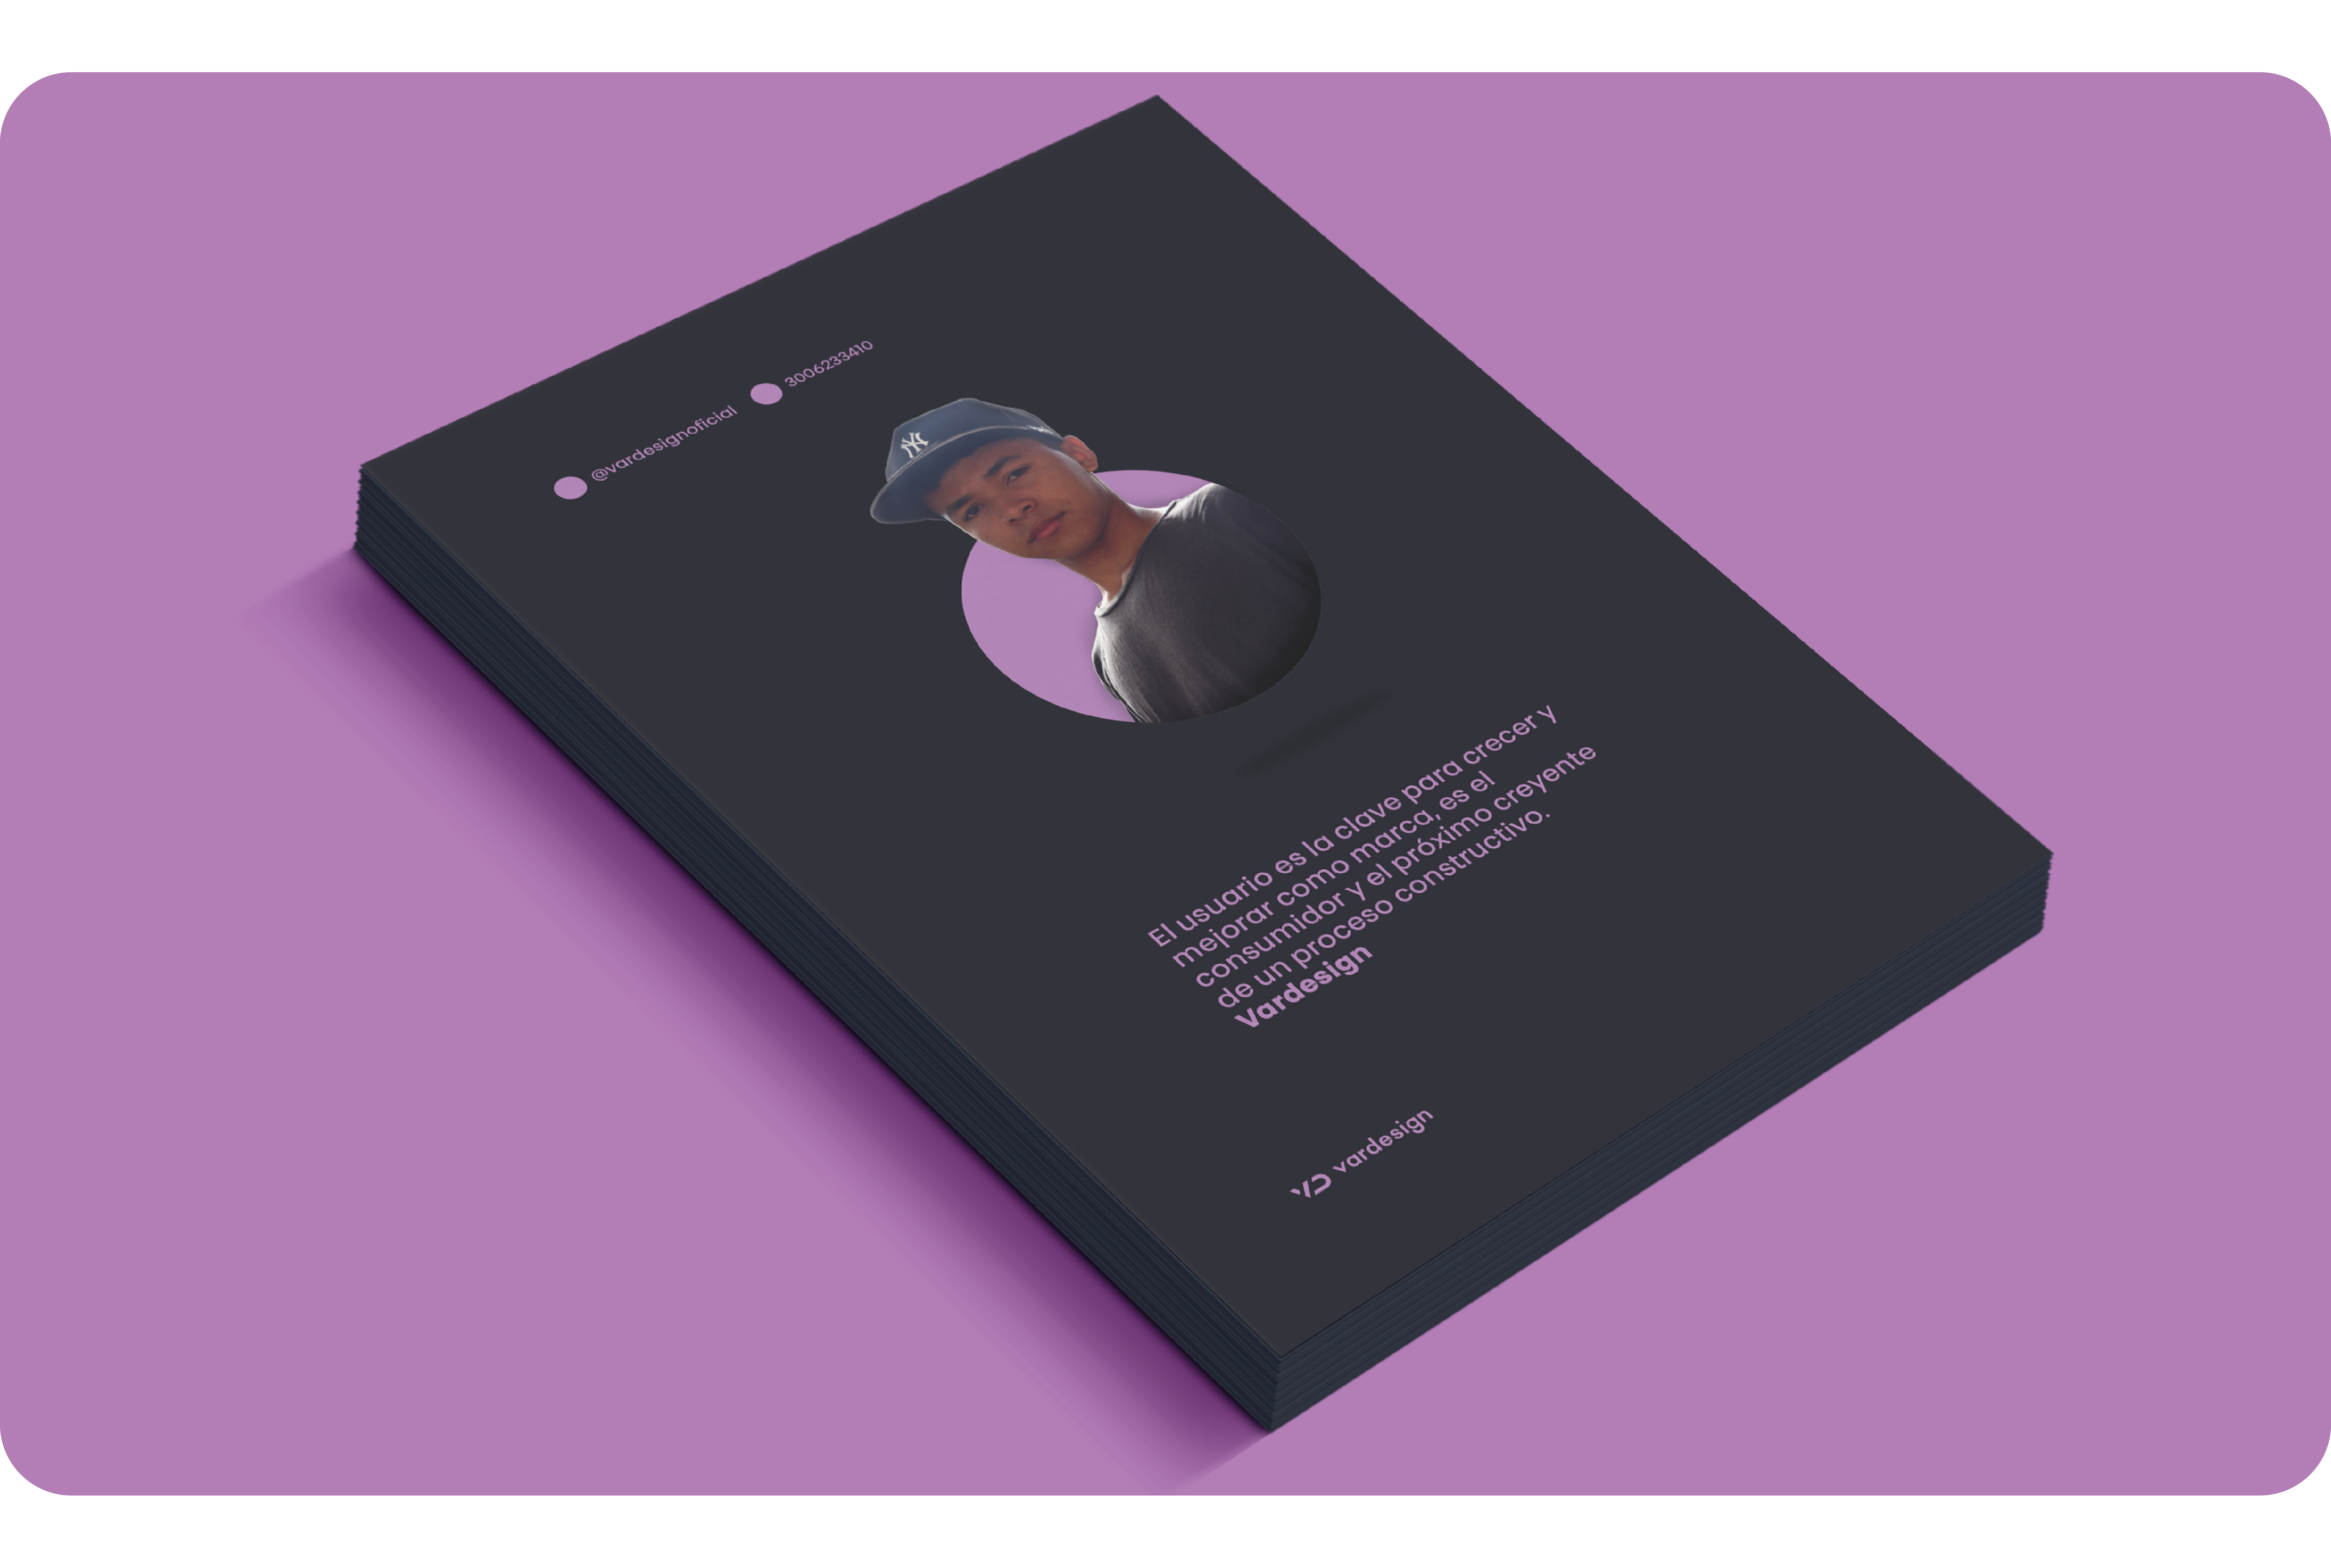 @vardesignoficial
3006233410
NY
El usuario es la clave para crecer y
mejorar como marca, es el
consumidor y el próximo creyente
de un proceso constructivo.
Vardesign
VD vardesign